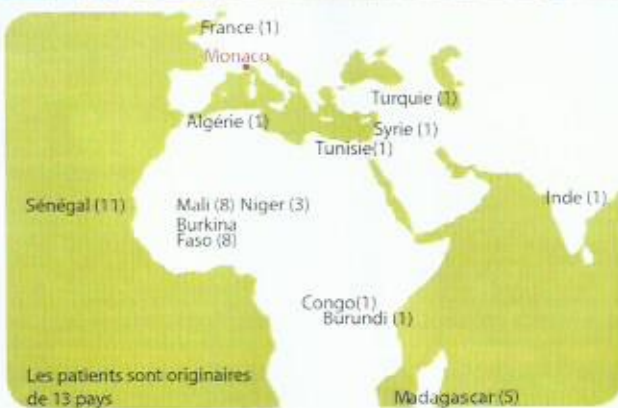 France (1)
Monaco
Turquie (1)
Algérie (1)
Syrie (1)
Tunisie(1)
Sénégal (11)
Mali (8) Niger (3)
Inde (1)
Burkina
Faso (8)
Congo(1)
Burundi (1)
Les patients sont originaires
de 13 pays
Madagascar (5)